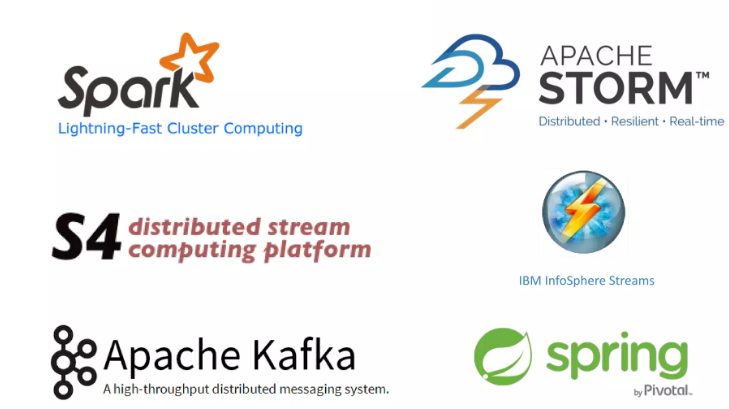 Spark
Lightning-Fast Cluster Computing
APACHE
STORM™
Distributed • Resilient • Real-time
S4 distributed stream
computing platform
IBM InfoSphere Streams
Apache Kafka
A high-throughput distributed messaging system.
spring
by Pivotal™